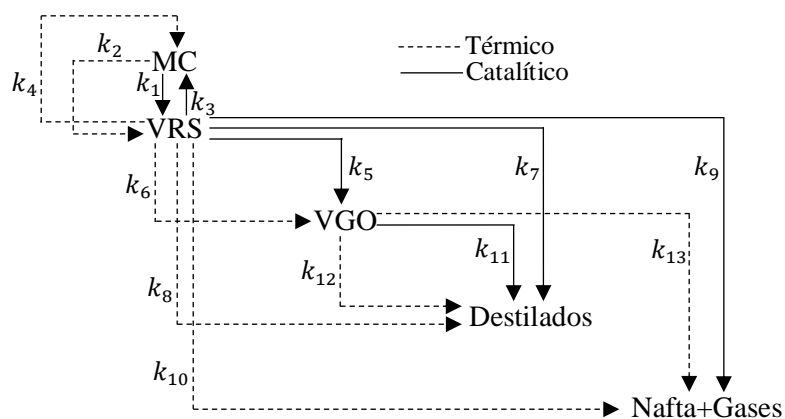 Térmico
Catalítico
k₂
MC
k₄
k₁
k₃
VRS
k₆
k₅
k₇
k₉
VGO
k₁₁
k₁₃
k₁₂
k₈
Destilados
k₁₀
Nafta+Gases